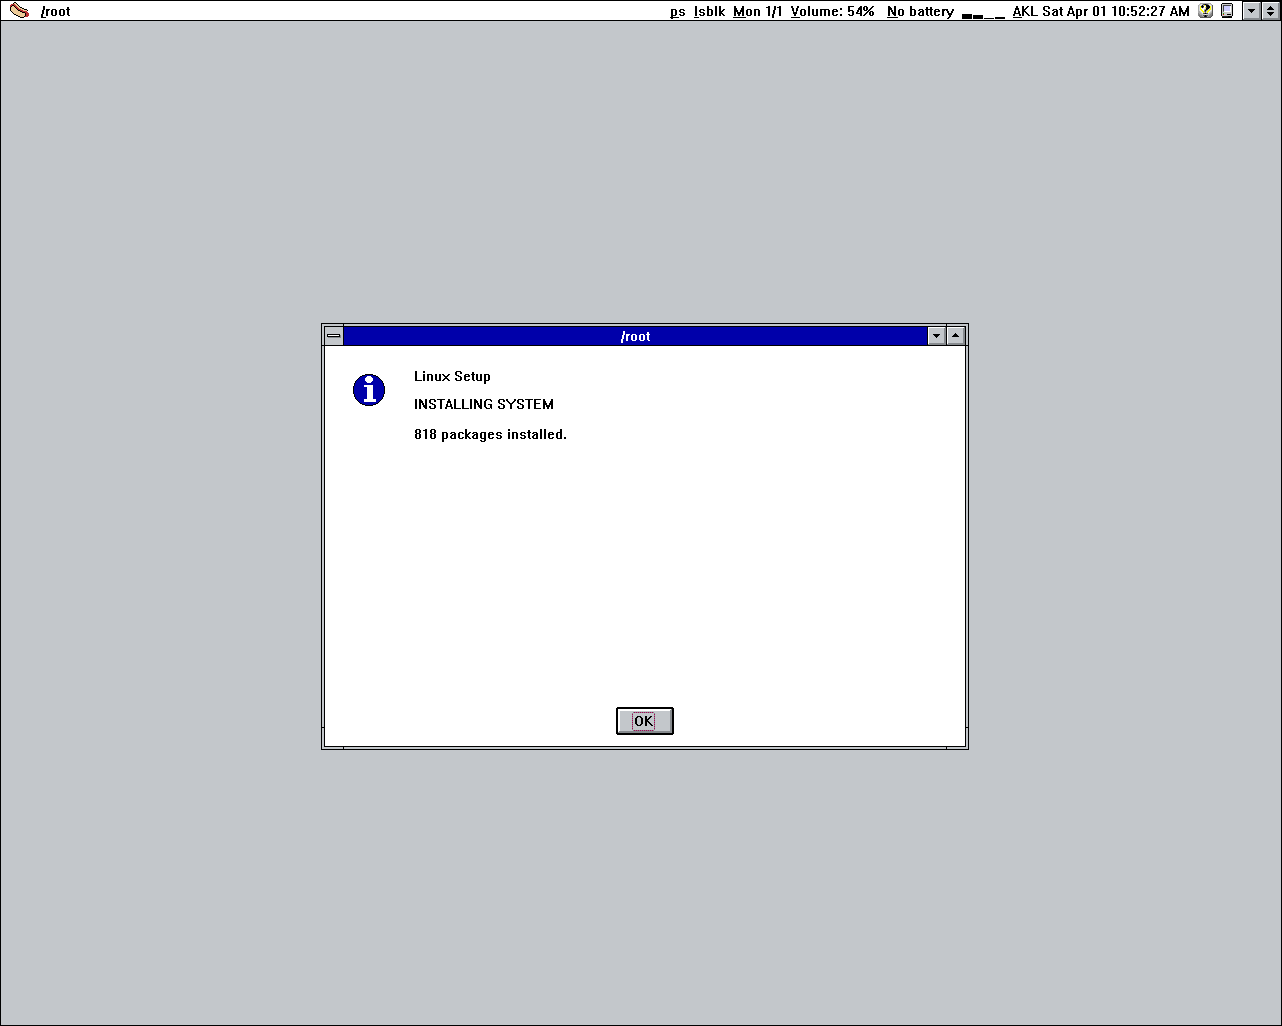 /root ps lsblk Mon 1/1 Volume: 54% No battery AKL Sat Apr 01 10:52:27 AM
/root
Linux Setup
INSTALLING SYSTEM
818 packages installed.
OK